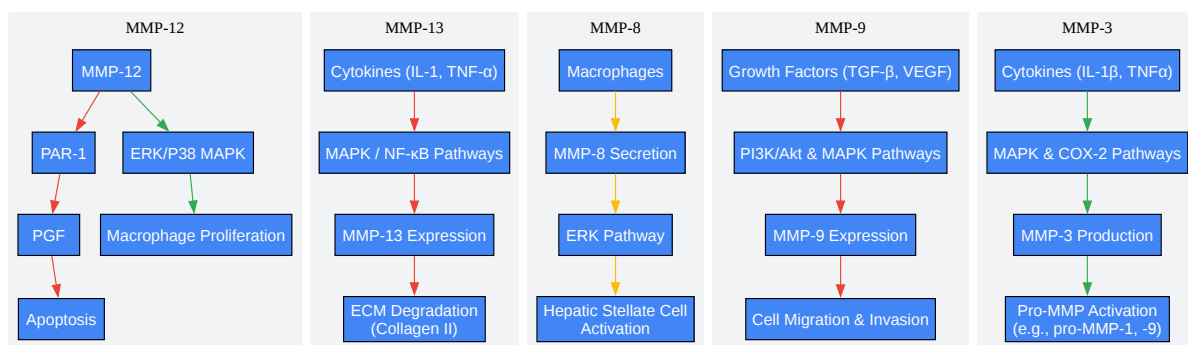 MMP-12
MMP-12
PAR-1
ERK/P38 MAPK
PGF
Macrophage Proliferation
Apoptosis
MMP-13
Cytokines (IL-1, TNF-α)
MAPK / NF-κB Pathways
MMP-13 Expression
ECM Degradation
(Collagen II)
MMP-8
Macrophages
MMP-8 Secretion
ERK Pathway
Hepatic Stellate Cell
Activation
MMP-9
Growth Factors (TGF-β, VEGF)
PI3K/Akt & MAPK Pathways
MMP-9 Expression
Cell Migration & Invasion
MMP-3
Cytokines (IL-1β, TNFα)
MAPK & COX-2 Pathways
MMP-3 Production
Pro-MMP Activation
(e.g., pro-MMP-1, -9)